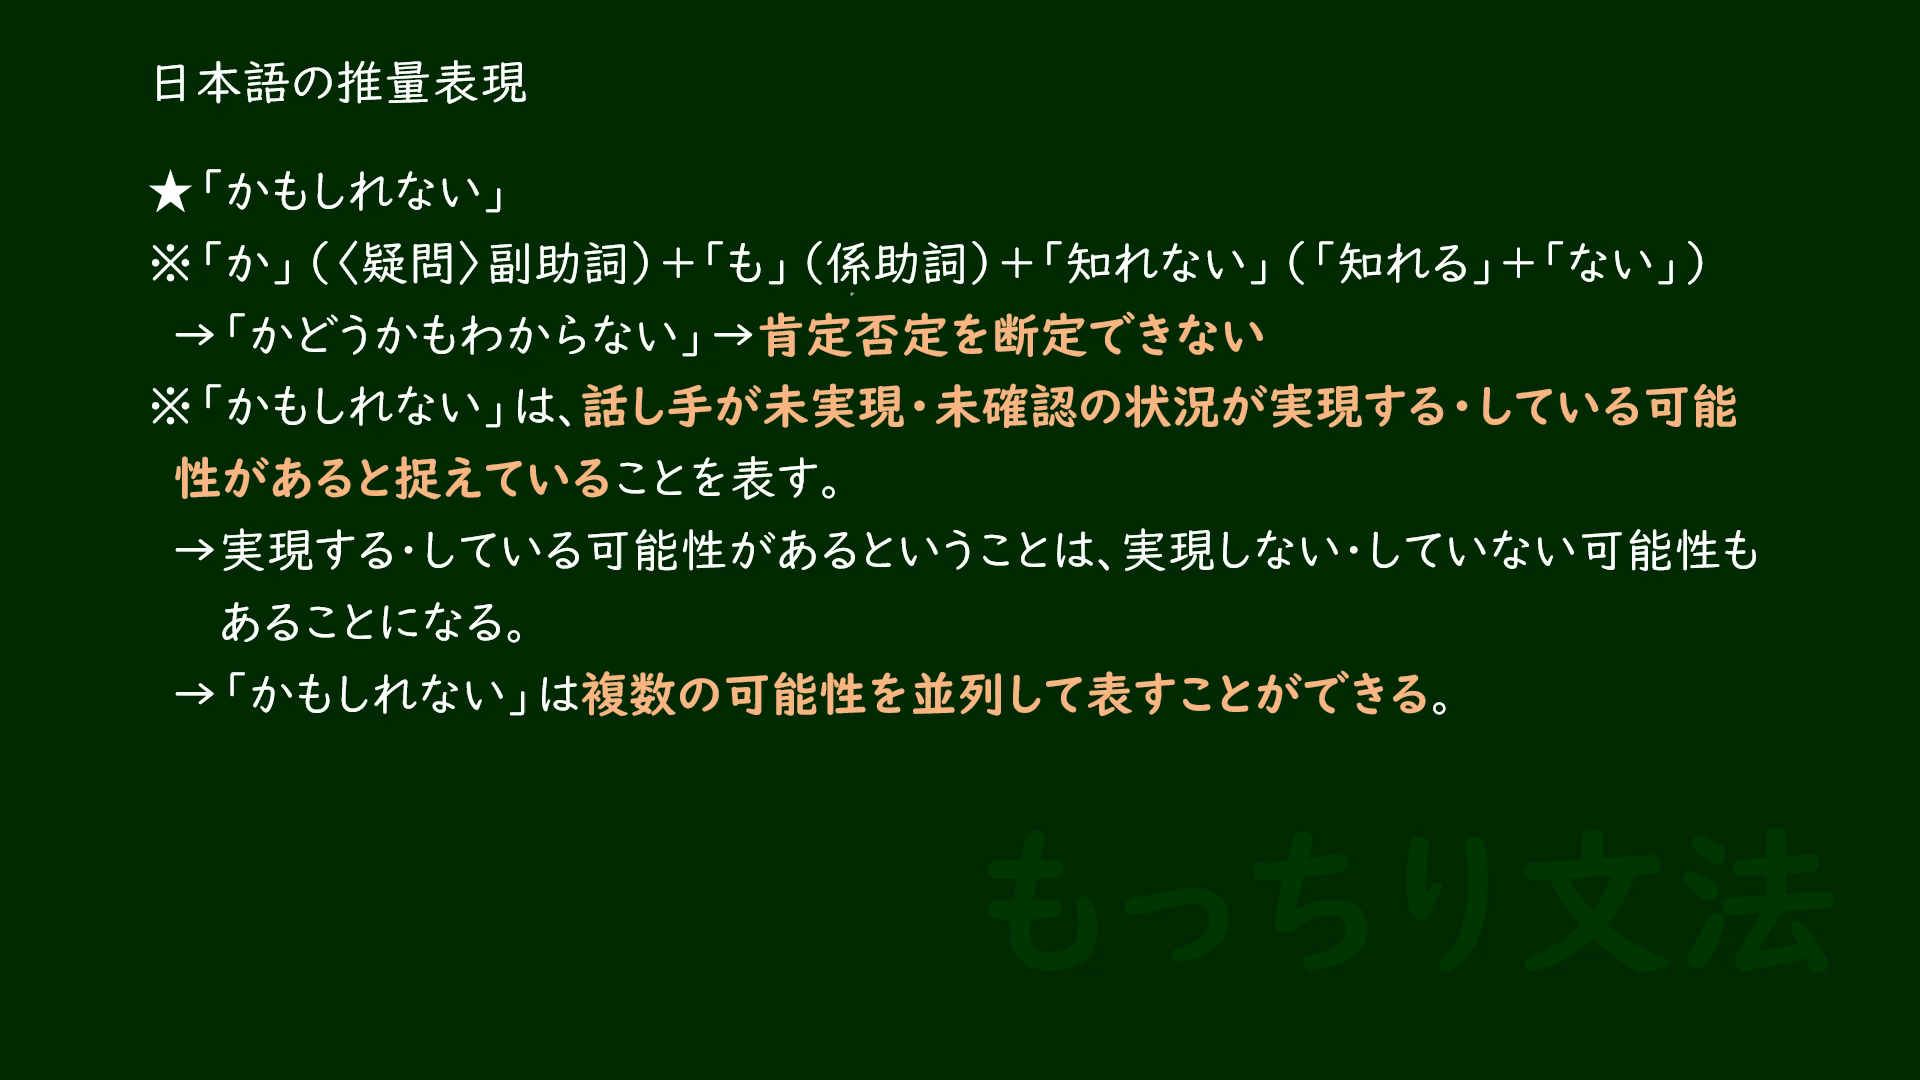 日本語の推量表現
★「かもしれない」
※「か」(〈疑問〉副助詞)+「も」(係助詞)+「知れない」(「知れる」+「ない」)
→「かどうかもわからない」→肯定否定を断定できない
※「かもしれない」は、話し手が未実現・未確認の状況が実現する・している可能
性があると捉えていることを表す。
→実現する・している可能性があるということは、実現しない・していない可能性も
あることになる。
→「かもしれない」は複数の可能性を並列して表すことができる。
もっちり文法